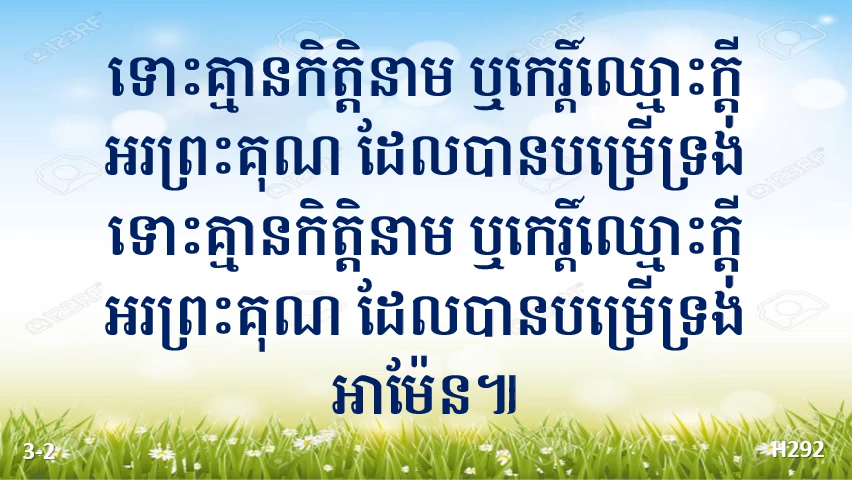 ទោះគ្មានកិត្តិនាម ឬកេរ្តិ៍ឈ្មោះក្តី
អរព្រះគុណ ដែលបានបម្រើទ្រង់
ទោះគ្មានកិត្តិនាម ឬកេរ្តិ៍ឈ្មោះក្តី
អរព្រះគុណ ដែលបានបម្រើទ្រង់
អាម៉ែន៕
3-2
H292